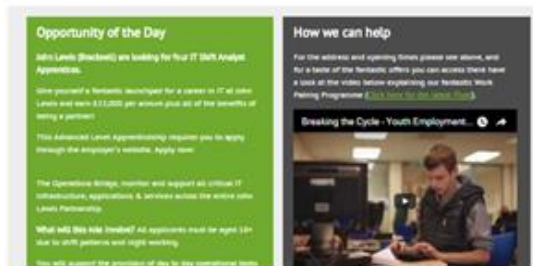 Opportunity of the Day
John Lewis (Bracknell) are looking for four IT Shift Analyst
Apprentices.
Give yourself a fantastic launchpad for a career in IT at John
Lewis and earn per annum plus all of the benefits of
being a partner!
This Advanced Level Apprenticeship requires you to apply
through the employer's website. Apply now!
The Operations Bridge, monitor and support all critical IT
infrastructure, applications & services across the entire John
Lewis Partnership.
What will this role involve? All applicants must be aged 18+
due to shift patterns and night working.
You will support the provision of day to day operational tasks
How we can help
For the address and opening times please see above, and
for a taste of the fantastic offers you can access there have
a look at the video below explaining our fantastic Work
Pairing Programme (Click here for the latest flyer).
Breaking the Cycle - Youth Employment...